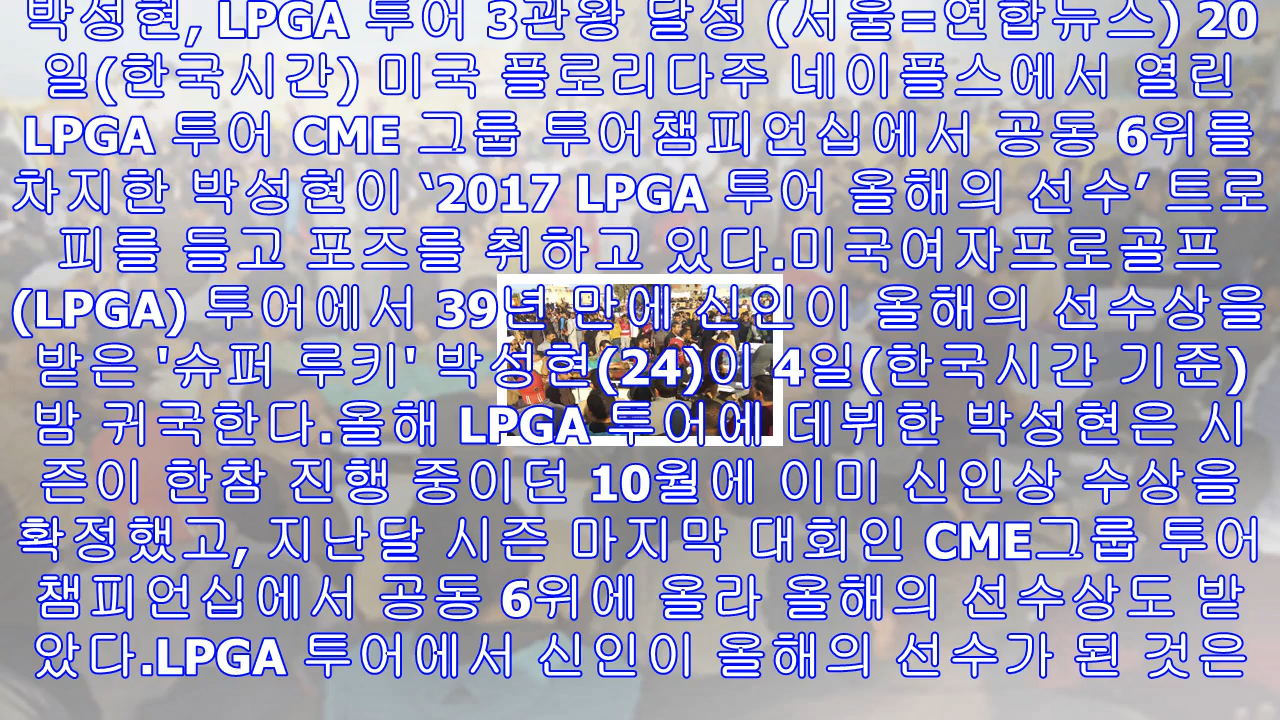 박성현, LPGA 투어 3관왕 달성 (서울=연합뉴스) 20
일(한국시간) 미국 플로리다주 네이플스에서 열린
LPGA 투어 CME 그룹 투어챔피언십에서 공동 6위를
차지한 박성현이 ‘2017 LPGA 투어 올해의 선수’ 트로
피를 들고 포즈를 취하고 있다.미국여자프로골프
(LPGA) 투어에서 39년 만에 신인이 올해의 선수상을
받은 '슈퍼 루키' 박성현(24)이 4일(한국시간 기준)
밤 귀국한다.올해 LPGA 투어에 데뷔한 박성현은 시
즌이 한참 진행 중이던 10월에 이미 신인상 수상을
확정했고, 지난달 시즌 마지막 대회인 CME그룹 투어
챔피언십에서 공동 6위에 올라 올해의 선수상도 받
았다.LPGA 투어에서 신인이 올해의 선수가 된 것은